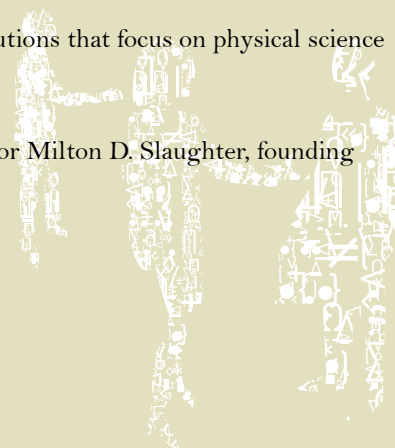 utions that focus on physical science
or Milton D. Slaughter, founding